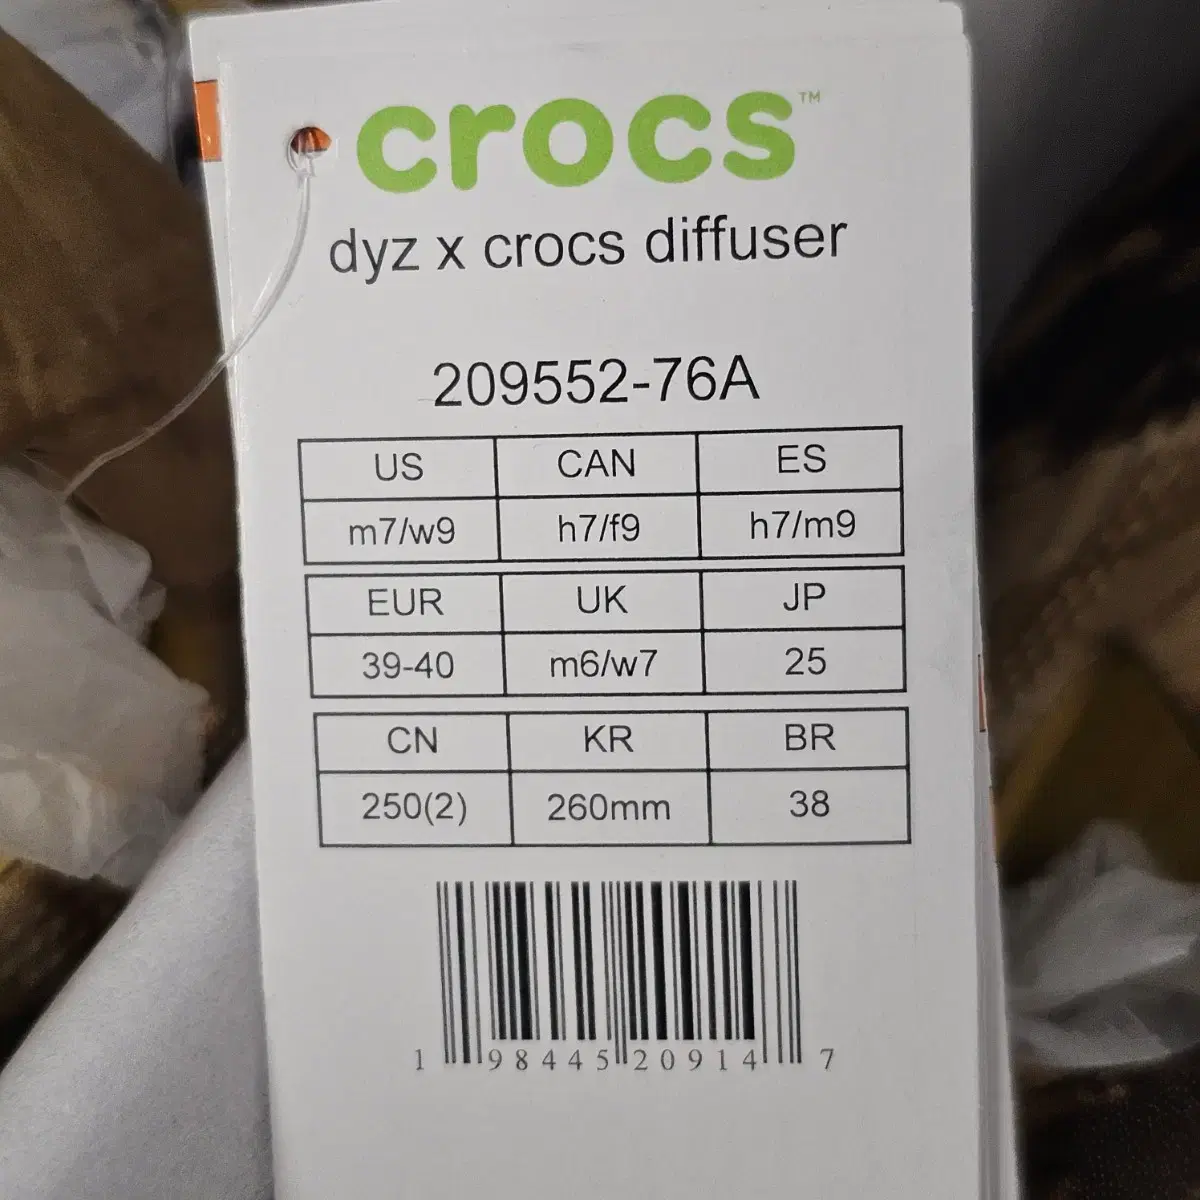 crocs™
dyz x crocs diffuser
209552-76A
US CAN ES
m7/w9 h7/f9 h7/m9
EUR UK JP
39-40 m6/w7 25
CN KR BR
250(2) 260mm 38
1 98445 20914 7